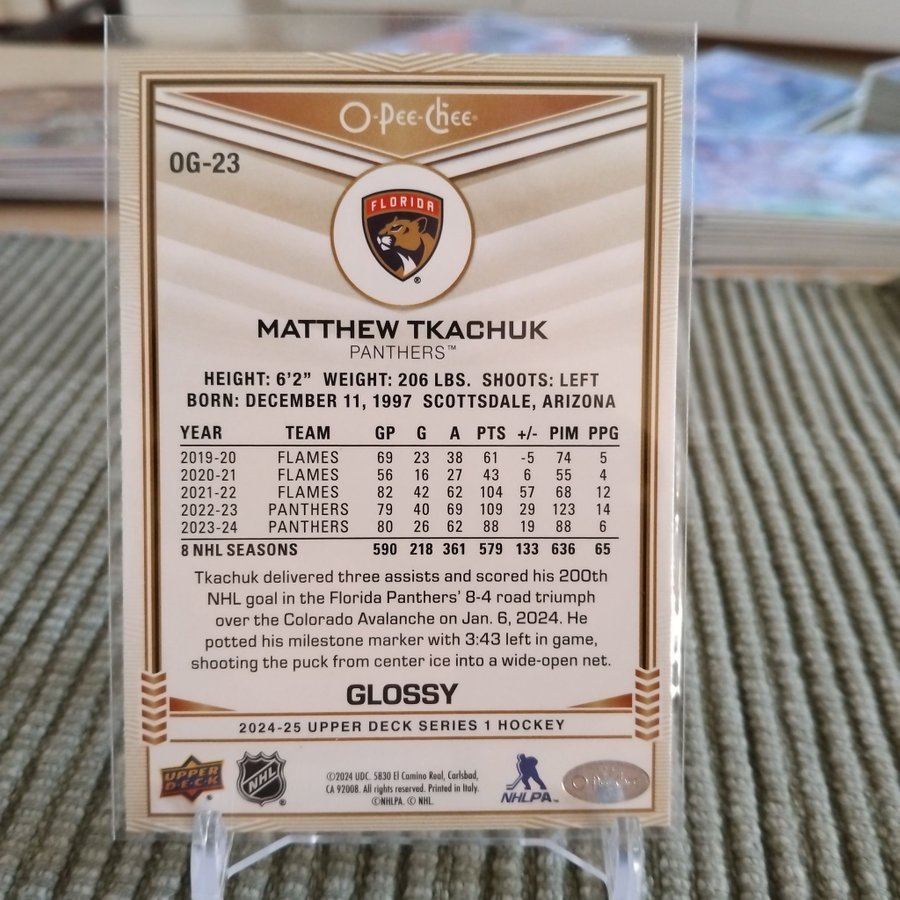 O-Pee-Chee®
OG-23
FLORIDA
®
MATTHEW TKACHUK
PANTHERS™
HEIGHT: 6'2" WEIGHT: 206 LBS. SHOOTS: LEFT
BORN: DECEMBER 11, 1997 SCOTTSDALE, ARIZONA
YEAR TEAM GP G A PTS +/- PIM PPG
2019-20 FLAMES 69 23 38 61 -5 74 5
2020-21 FLAMES 56 16 27 43 6 55 4
2021-22 FLAMES 82 42 62 104 57 68 12
2022-23 PANTHERS 79 40 69 109 29 123 14
2023-24 PANTHERS 80 26 62 88 19 88 6
8 NHL SEASONS 590 218 361 579 133 636 65
Tkachuk delivered three assists and scored his 200th
NHL goal in the Florida Panthers' 8-4 road triumph
over the Colorado Avalanche on Jan. 6, 2024. He
potted his milestone marker with 3:43 left in game,
shooting the puck from center ice into a wide-open net.
GLOSSY
2024-25 UPPER DECK SERIES 1 HOCKEY
UPPER DECK®
NHL®
©2024 UDC. 5830 El Camino Real, Carlsbad,
CA 92008. All rights reserved. Printed in Italy.
©NHLPA. © NHL.
NHLPA™
O-Pee-Chee